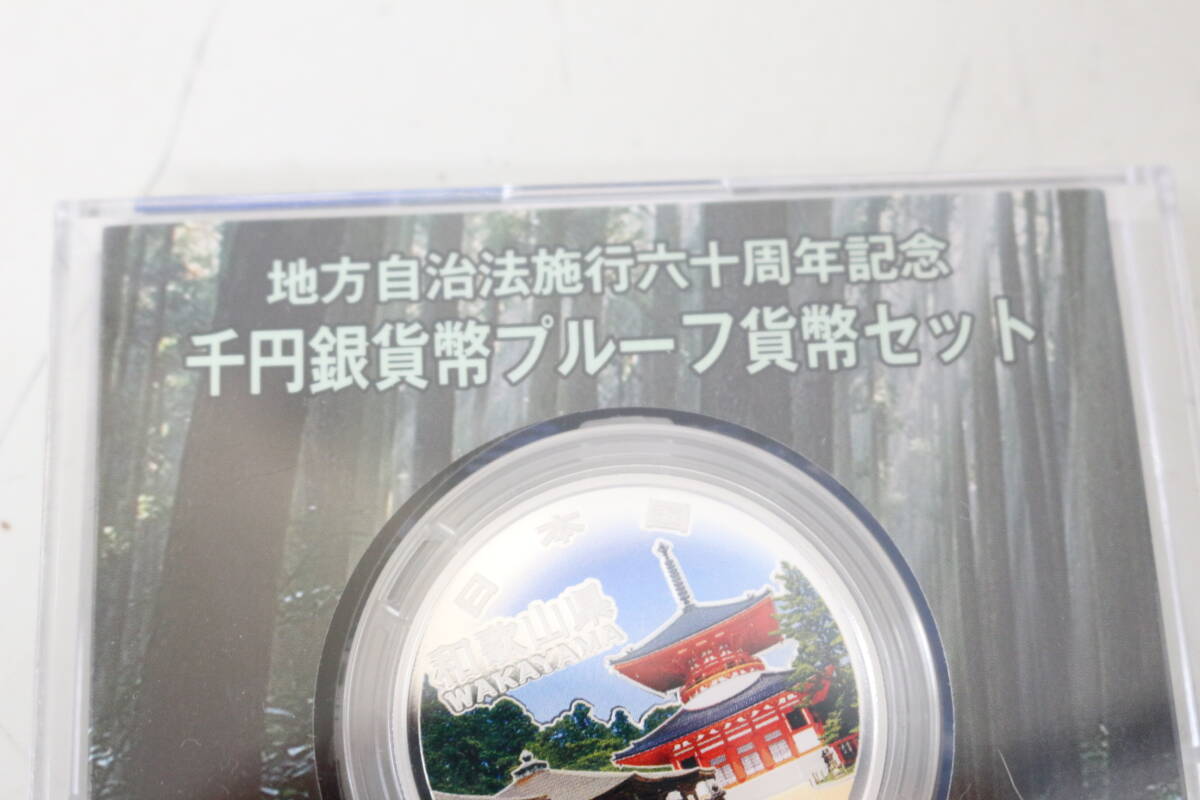 地方自治法施行六十周年記念
千円銀貨幣プルーフ貨幣セット
日本国
和歌山県
WAKAYAMA